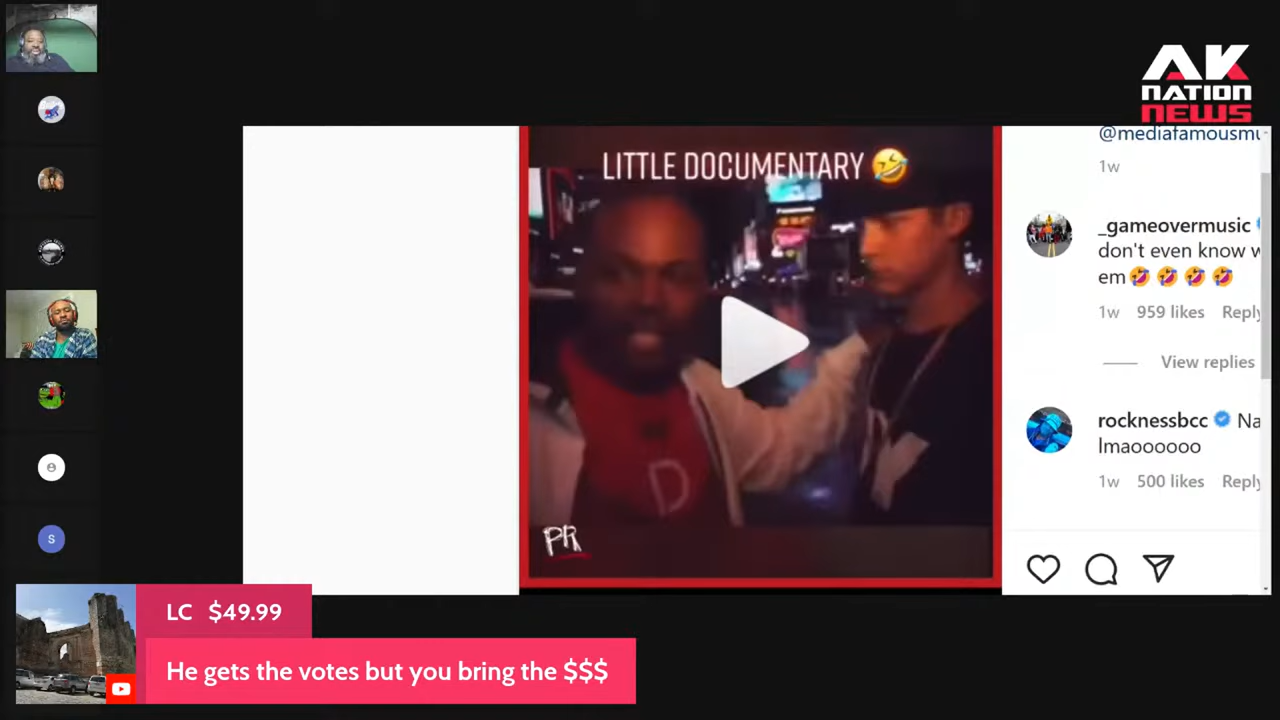 AK
NATION
NEWS
LITTLE DOCUMENTARY 🤣
PR
D
@mediafamousmu
1w
_gameovermusic
don't even know w
em🤣🤣🤣🤣
1w 959 likes Reply
View replies
rocknessbcc Na
lmaoooooo
1w 500 likes Reply
S
LC $49.99
He gets the votes but you bring the $$$